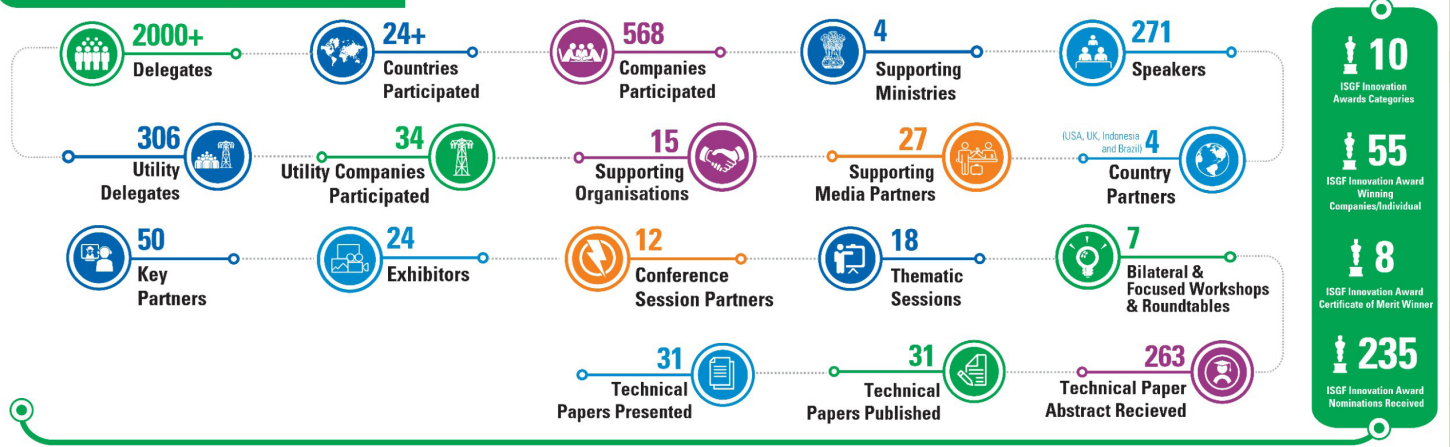 2000+
Delegates
24+
Countries
Participated
568
Companies
Participated
4
Supporting
Ministries
271
Speakers
306
Utility
Delegates
34
Utility Companies
Participated
15
Supporting
Organisations
27
Supporting
Media Partners
(USA, UK, Indonesia
and Brazil) 4
Country
Partners
50
Key
Partners
24
Exhibitors
12
Conference
Session Partners
18
Thematic
Sessions
7
Bilateral &
Focused Workshops
& Roundtables
31
Technical
Papers Presented
31
Technical
Papers Published
263
Technical Paper
Abstract Recieved
10
ISGF Innovation
Awards Categories
55
ISGF Innovation Award
Winning
Companies/Individual
8
ISGF Innovation Award
Certificate of Merit Winner
235
ISGF Innovation Award
Nominations Received